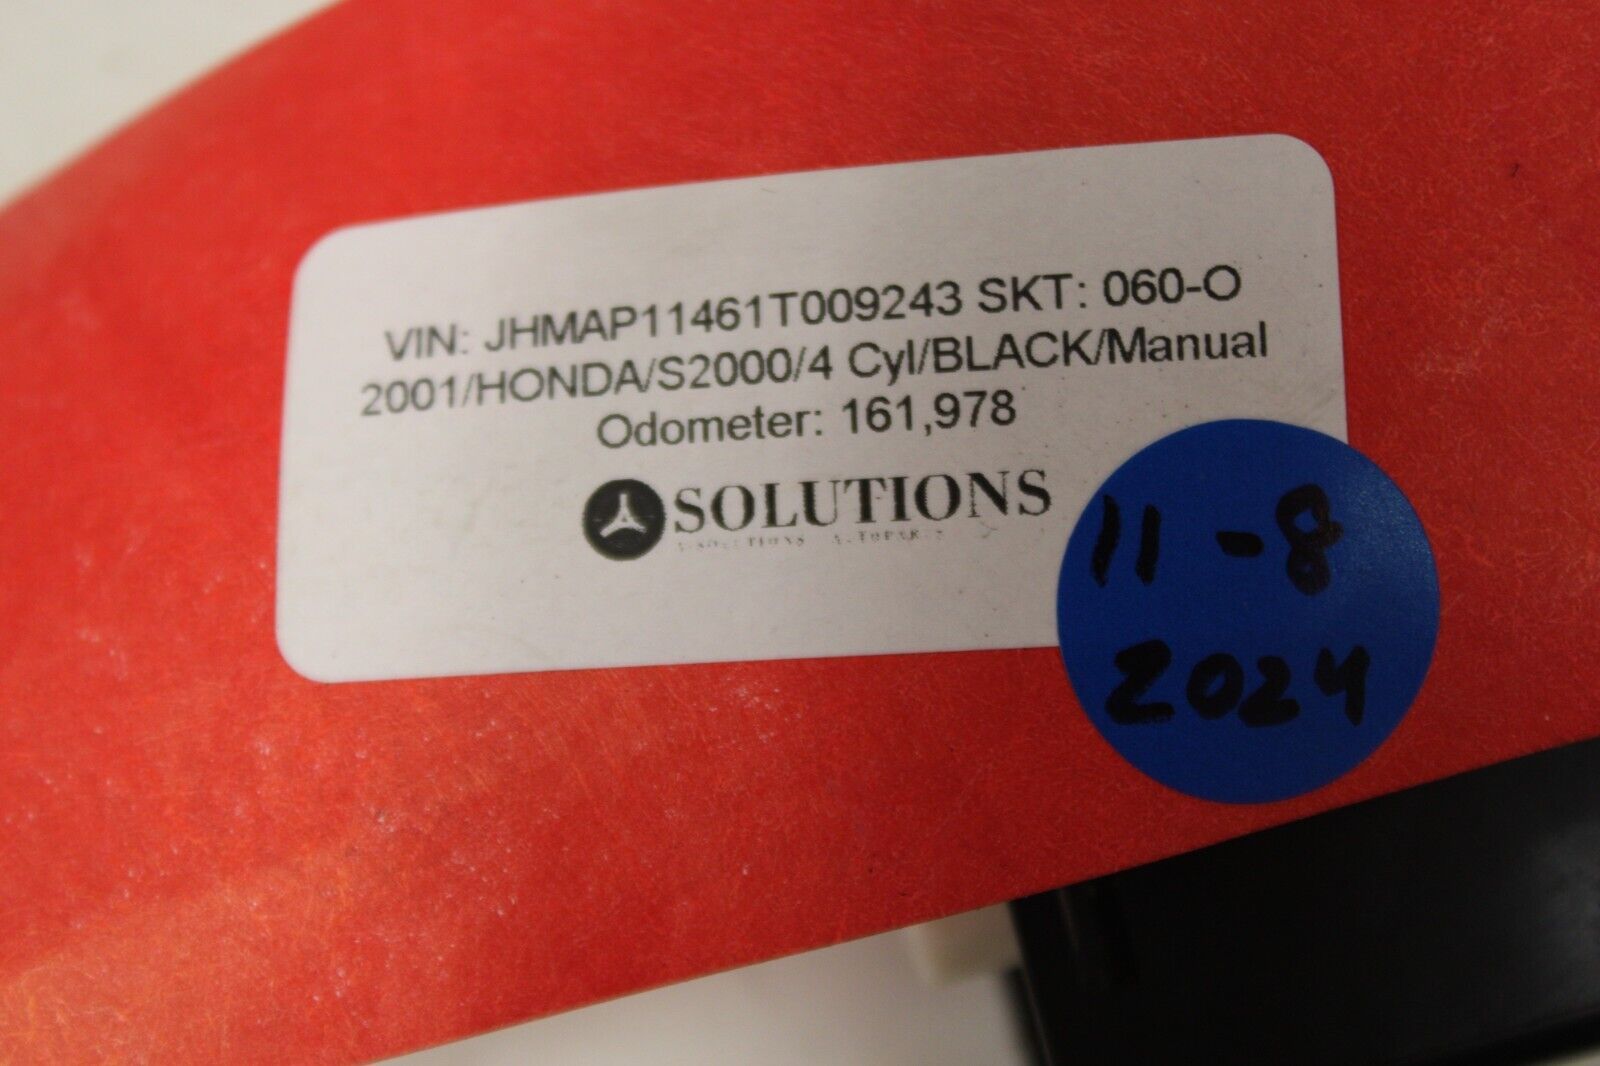 VIN: JHMAP11461T009243 SKT: 060-O
2001/HONDA/S2000/4 Cyl/BLACK/Manual
Odometer: 161,978
SOLUTIONS
11-8
2024